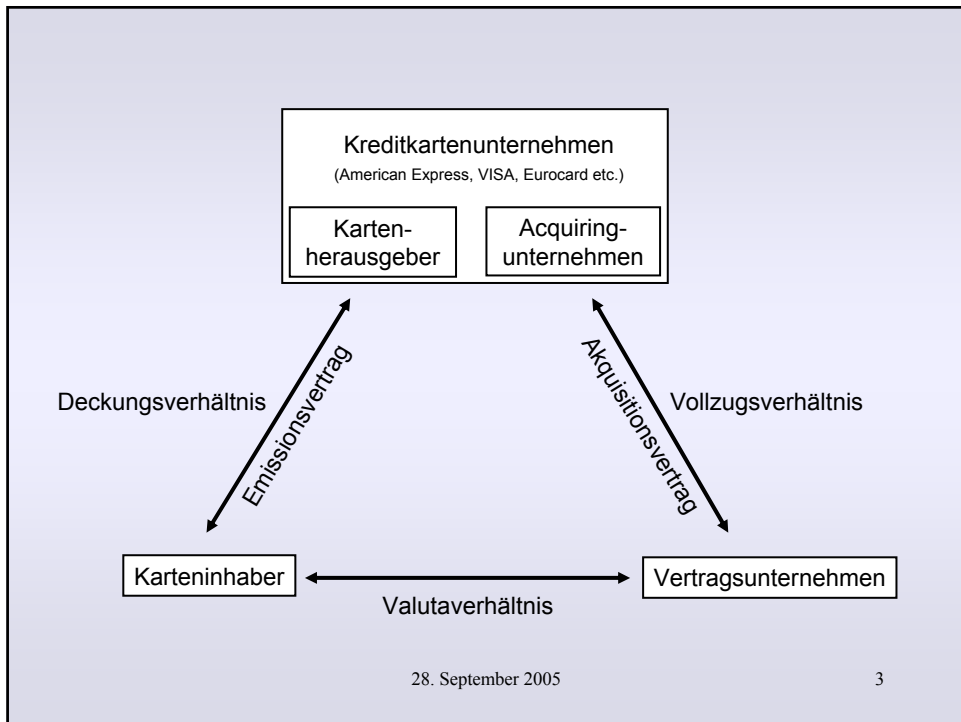 Kreditkartenunternehmen
(American Express, VISA, Eurocard etc.)
Karten-
herausgeber
Acquiring-
unternehmen
Deckungsverhältnis
Emissionsvertrag
Akquisitionsvertrag
Vollzugsverhältnis
Karteninhaber
Vertragsunternehmen
Valutaverhältnis
28. September 2005
3